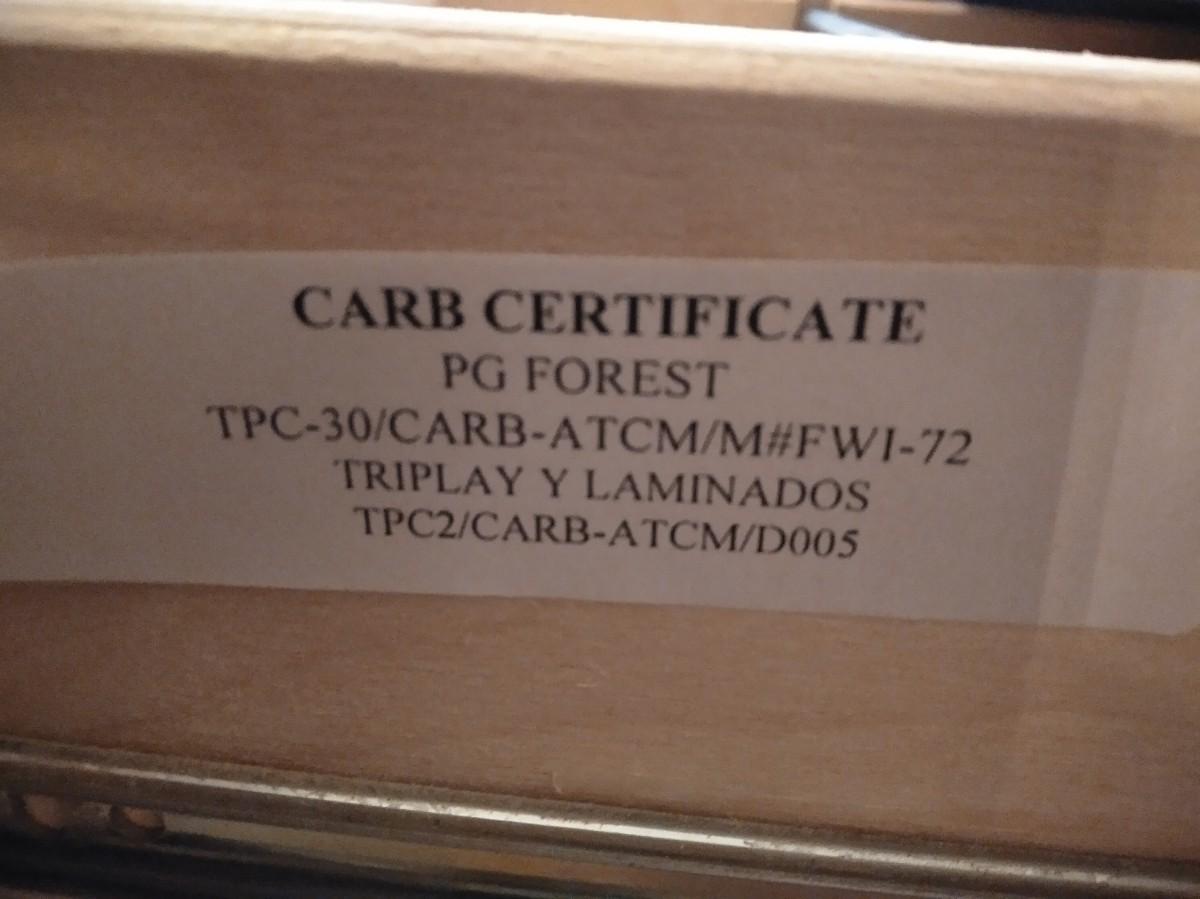 CARB CERTIFICATE
PG FOREST
TPC-30/CARB-ATCM/M#FWI-72
TRIPLAY Y LAMINADOS
TPC2/CARB-ATCM/D005